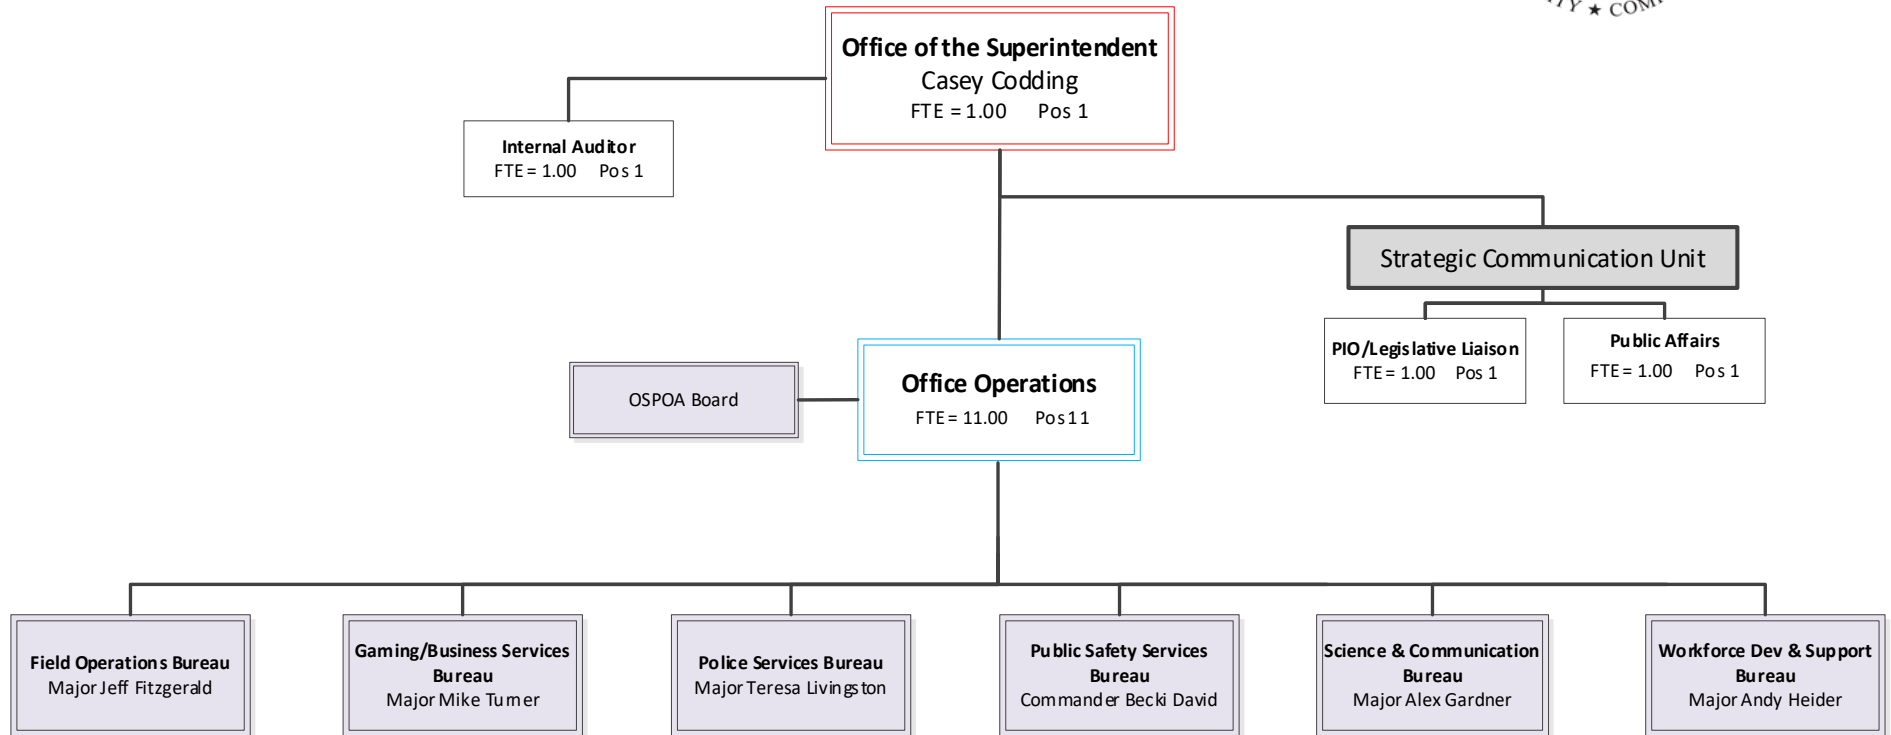 ★ COM
Office of the Superintendent
Casey Codding
FTE = 1.00 Pos 1
Internal Auditor
FTE = 1.00 Pos 1
Strategic Communication Unit
PIO/Legislative Liaison
FTE = 1.00 Pos 1
Public Affairs
FTE = 1.00 Pos 1
OSPOA Board
Office Operations
FTE = 11.00 Pos 11
Field Operations Bureau
Major Jeff Fitzgerald
Gaming/Business Services
Bureau
Major Mike Turner
Police Services Bureau
Major Teresa Livingston
Public Safety Services
Bureau
Commander Becki David
Science & Communication
Bureau
Major Alex Gardner
Workforce Dev & Support
Bureau
Major Andy Heider